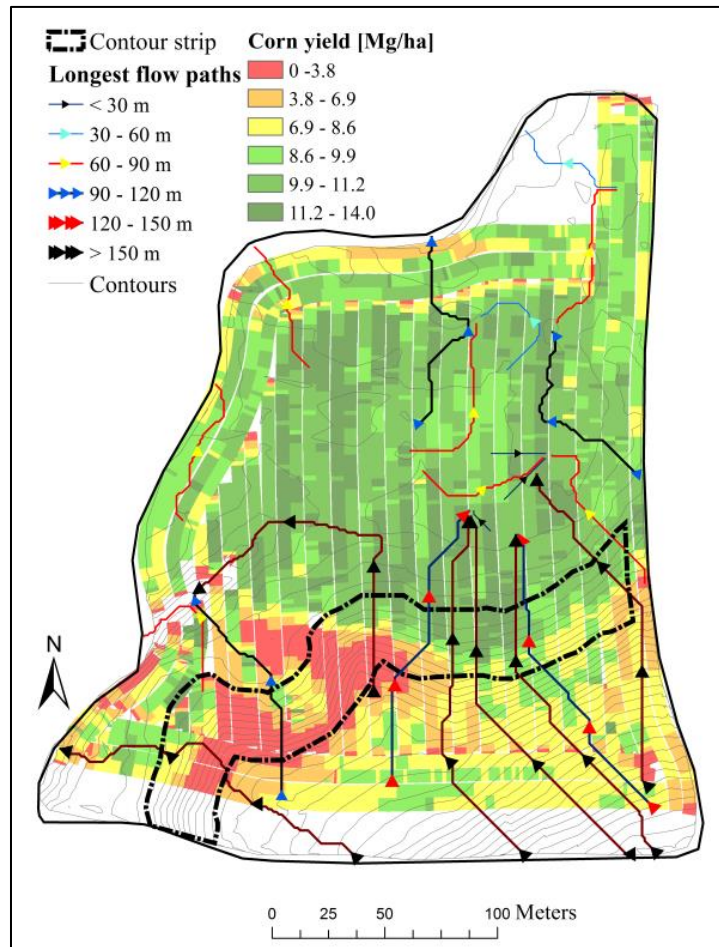 Contour strip
Longest flow paths
< 30 m
30 - 60 m
60 - 90 m
90 - 120 m
120 - 150 m
> 150 m
Contours
Corn yield [Mg/ha]
0 -3.8
3.8 - 6.9
6.9 - 8.6
8.6 - 9.9
9.9 - 11.2
11.2 - 14.0
N
0 25 50 100 Meters